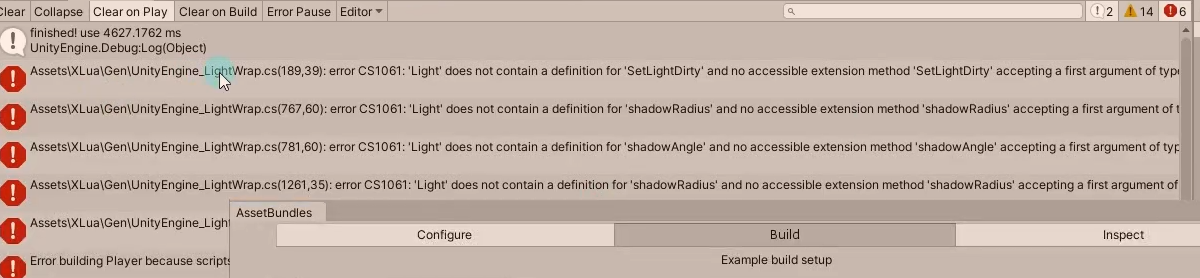 Clear Collapse Clear on Play Clear on Build Error Pause Editor 2 14 6
finished! use 4627.1762 ms
UnityEngine.Debug:Log(Object)
Assets\XLua\Gen\UnityEngine_LightWrap.cs(189,39): error CS1061: 'Light' does not contain a definition for 'SetLightDirty' and no accessible extension method 'SetLightDirty' accepting a first argument of type
Assets\XLua\Gen\UnityEngine_LightWrap.cs(767,60): error CS1061: 'Light' does not contain a definition for 'shadowRadius' and no accessible extension method 'shadowRadius' accepting a first argument of t
Assets\XLua\Gen\UnityEngine_LightWrap.cs(781,60): error CS1061: 'Light' does not contain a definition for 'shadowAngle' and no accessible extension method 'shadowAngle' accepting a first argument of typ
Assets\XLua\Gen\UnityEngine_LightWrap.cs(1261,35): error CS1061: 'Light' does not contain a definition for 'shadowRadius' and no accessible extension method 'shadowRadius' accepting a first argument of
AssetBundles
Assets\XLua\Gen\UnityEngine_Light
Configure Build Inspect
Error building Player because scripts
Example build setup